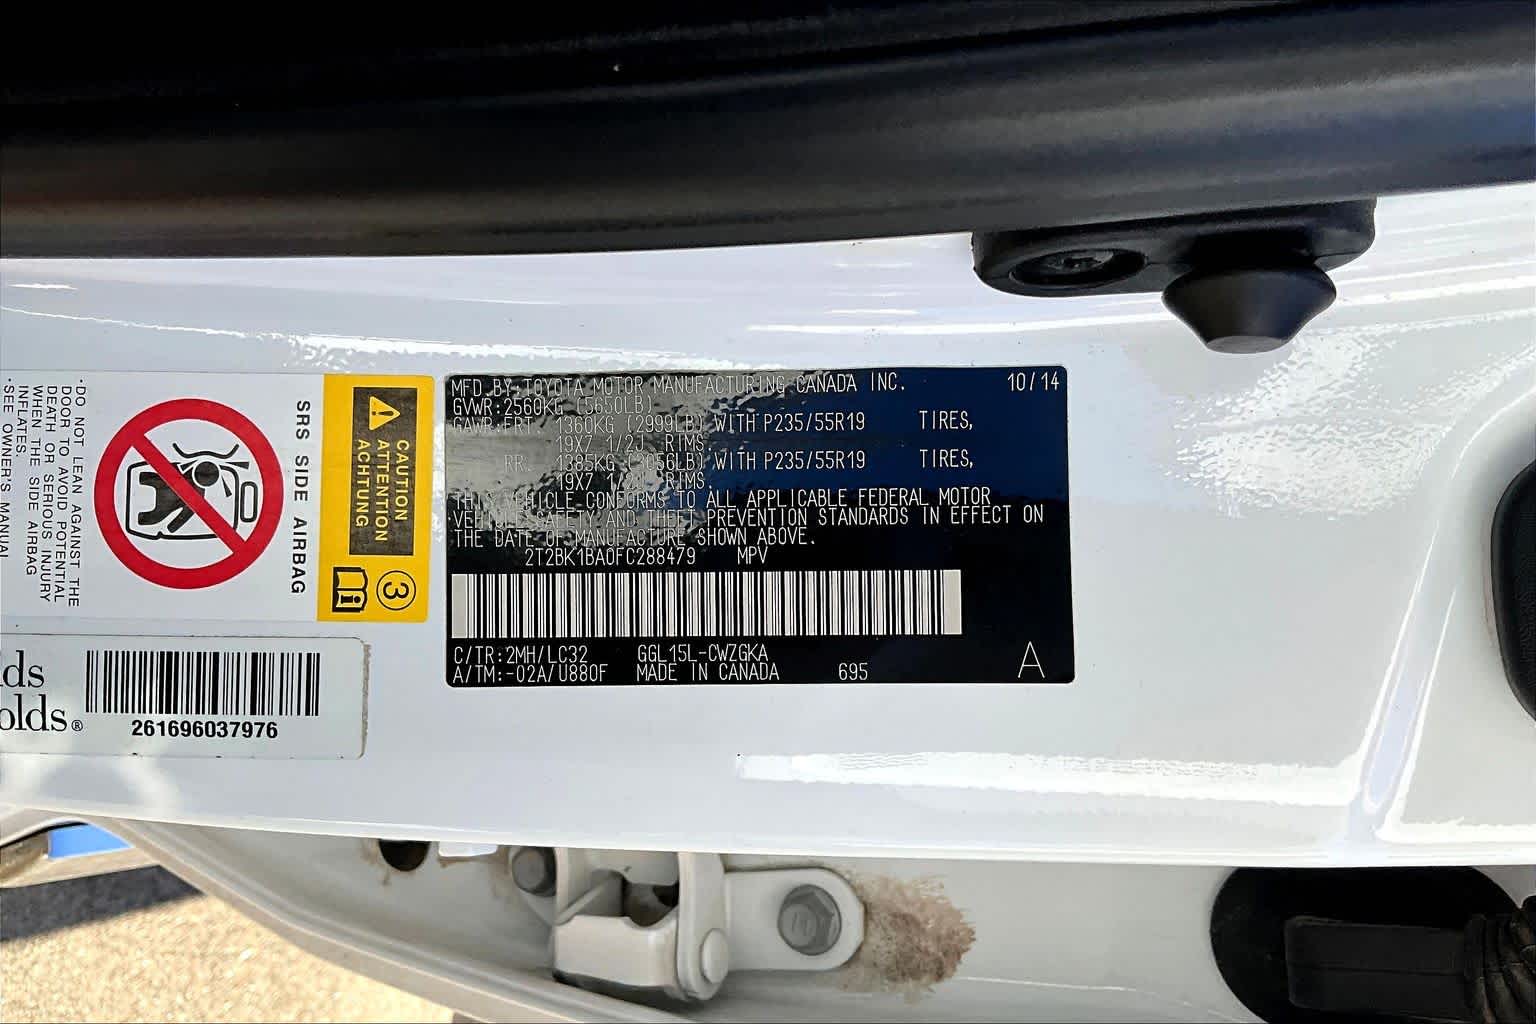 MFD.BY:TOYOTA MOTOR MANUFACTURING CANADA INC. 10/14
GVWR:2560KG (5650LB)
GAWR:FRT 1360KG (2999LB) WITH P235/55R19 TIRES,
19X7 1/2J RIMS
RR 1385KG (3056LB) WITH P235/55R19 TIRES,
19X7 1/2J RIMS
THIS VEHICLE CONFORMS TO ALL APPLICABLE FEDERAL MOTOR
VEHICLE SAFETY AND THEFT PREVENTION STANDARDS IN EFFECT ON
THE DATE OF MANUFACTURE SHOWN ABOVE.
2T2BK1BA0FC288479 MPV
C/TR:2MH/LC32 GGL15L-CWZGKA
A/TM:-02A/U880F MADE IN CANADA 695 A
CAUTION
ATTENTION
ACHTUNG
3
i
SRS SIDE AIRBAG
·DO NOT LEAN AGAINST THE
DOOR TO AVOID POTENTIAL
DEATH OR SERIOUS INJURY
WHEN THE SIDE AIRBAG
INFLATES.
·SEE OWNER'S MANUAL
lds
olds®
261696037976